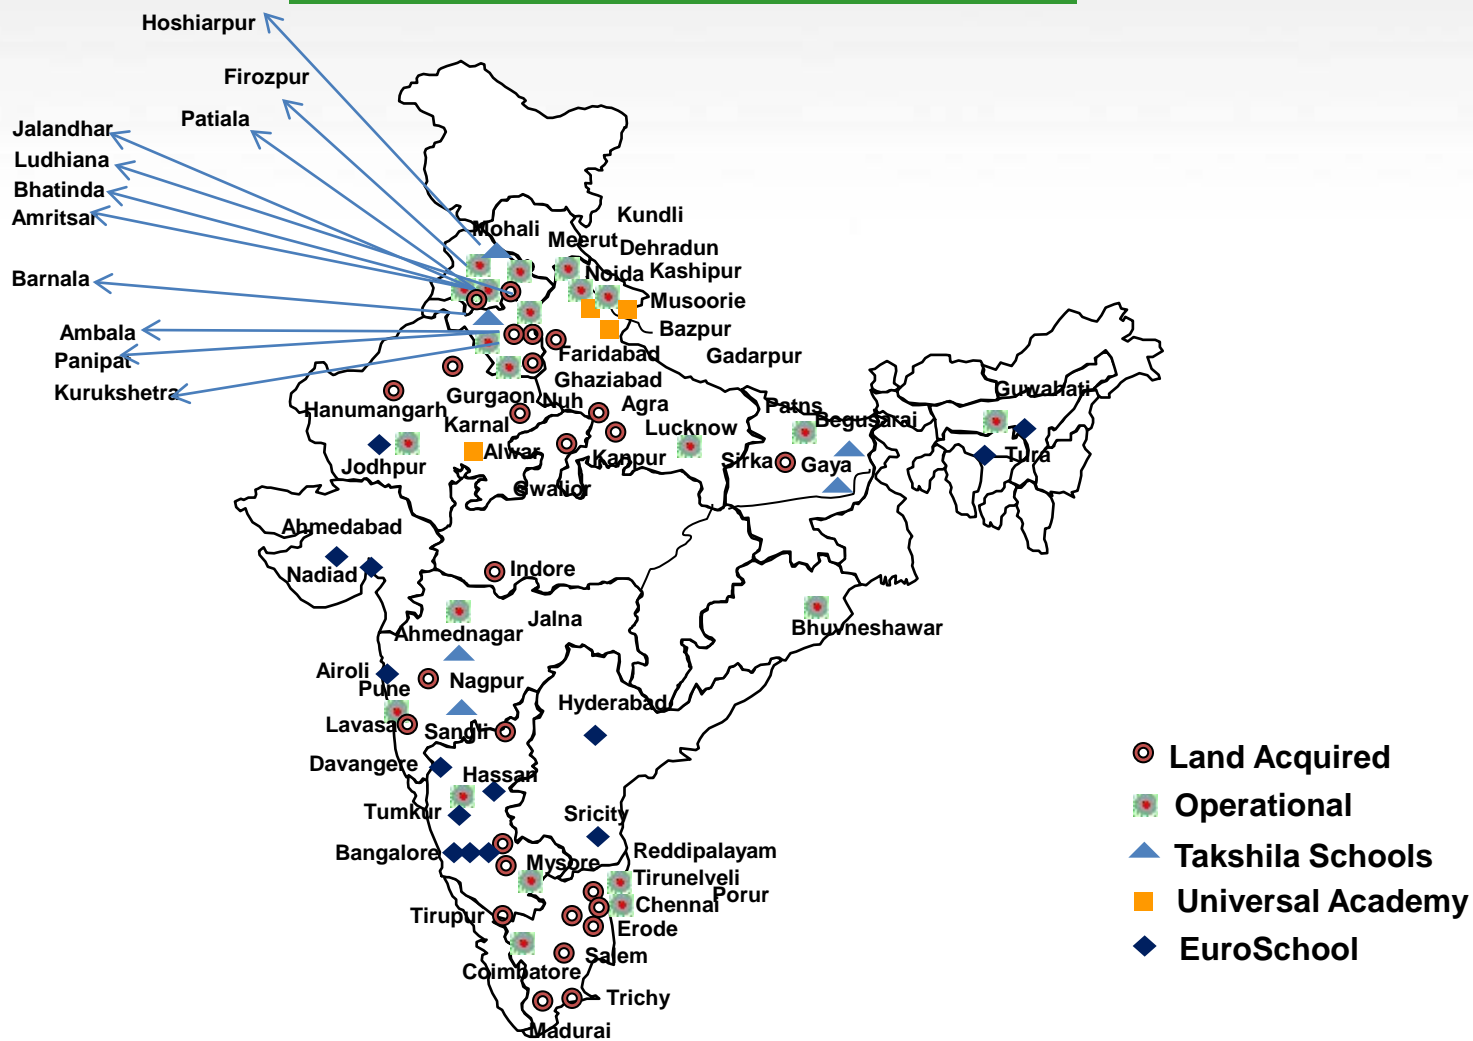 Hoshiarpur
Firozpur
Patiala
Jalandhar
Ludhiana
Bhatinda
Amritsar
Barnala
Ambala
Panipat
Kurukshetra
Mohali
Kundli
Meerut
Dehradun
Noida
Kashipur
Musoorie
Bazpur
Faridabad
Gadarpur
Ghaziabad
Gurgaon
Nuh
Agra
Hanumangarh
Karnal
Lucknow
Patns
Begusarai
Guwahati
Jodhpur
Alwar
Kanpur
Sirka
Gaya
Tura
Gwalior
Ahmedabad
Nadiad
Indore
Jalna
Ahmednagar
Bhuvneshawar
Airoli
Pune
Nagpur
Hyderabad
Lavasa
Sangli
Davangere
Hassan
Tumkur
Sricity
Bangalore
Mysore
Reddipalayam
Tirunelveli
Porur
Chennai
Tirupur
Erode
Salem
Coimbatore
Trichy
Madurai
Land Acquired
Operational
Takshila Schools
Universal Academy
EuroSchool